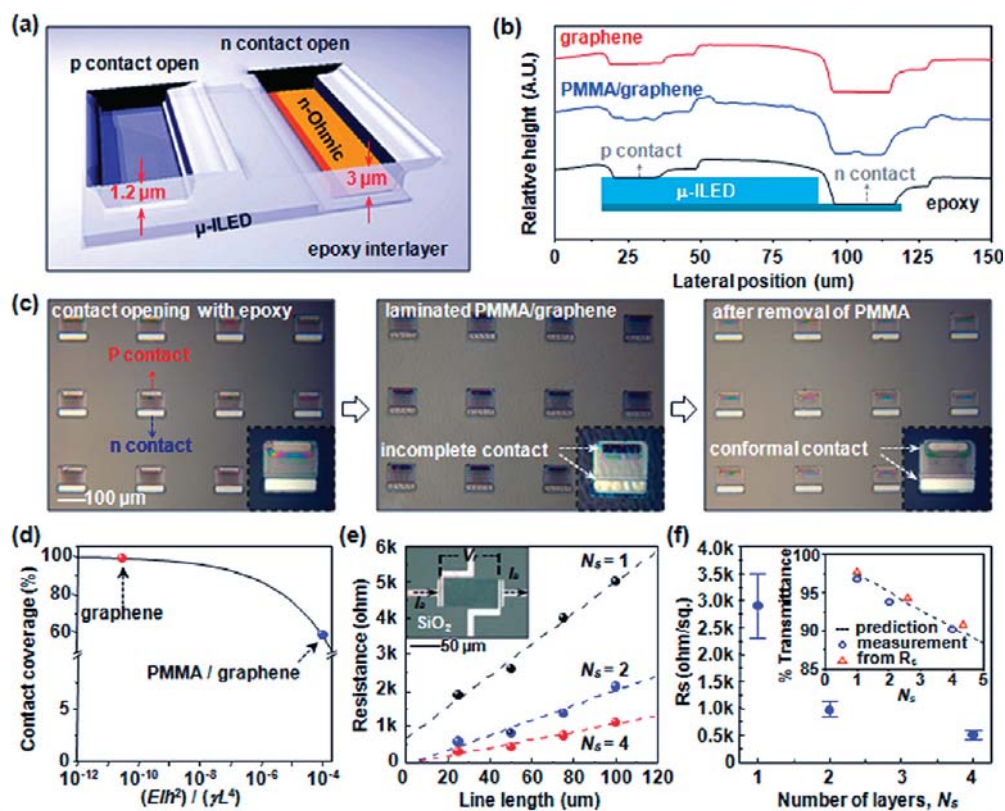 (a)
n contact open
p contact open
n-Ohmic
1.2 μm
3 μm
μ-ILED
epoxy interlayer
(b)
Relative height (A.U.)
graphene
PMMA/graphene
p contact
n contact
μ-ILED
epoxy
0 25 50 75 100 125 150
Lateral position (um)
(c)
contact opening with epoxy
P contact
n contact
100 μm
laminated PMMA/graphene
incomplete contact
after removal of PMMA
conformal contact
(d)
Contact coverage (%)
100
80
60
5
0
graphene
PMMA / graphene
10-12 10-10 10-8 10-6 10-4
(EIh2) / (γL4)
(e)
Resistance (ohm)
6k
5k
4k
3k
2k
1k
0
V
SiO2
50 μm
Ns = 1
Ns = 2
Ns = 4
0 20 40 60 80 100 120
Line length (um)
(f)
Rs (ohm/sq.)
4.0k
3.5k
3.0k
2.5k
2.0k
1.5k
1.0k
0.5k
0.0
% Transmittance
100
95
90
85
prediction
measurement
from Rs
0 1 2 3 4 5
Ns
1 2 3 4
Number of layers, Ns